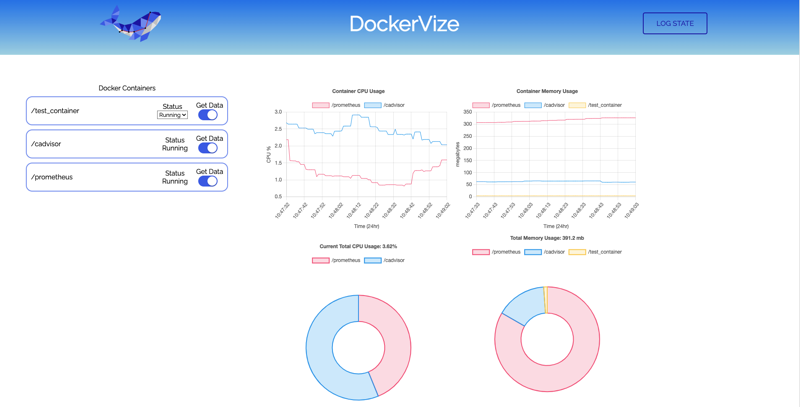 DockerVize
LOG STATE
Docker Containers
/test_container
Status
Running
Get Data
/cadvisor
Status
Running
Get Data
/prometheus
Status
Running
Get Data
Container CPU Usage
/prometheus /cadvisor
3.0
2.5
2.0
1.5
1.0
0.5
CPU %
10:47:32 10:47:42 10:47:52 10:48:02 10:48:12 10:48:22 10:48:32 10:48:42 10:48:52 10:49:02
Time (24hr)
Container Memory Usage
/prometheus /cadvisor /test_container
350
300
250
200
150
100
50
0
megabytes
10:47:33 10:47:43 10:47:53 10:48:03 10:48:13 10:48:23 10:48:33 10:48:43 10:48:53 10:49:03
Time (24hr)
Current Total CPU Usage: 3.62%
/prometheus /cadvisor
Total Memory Usage: 391.2 mb
/prometheus /cadvisor /test_container